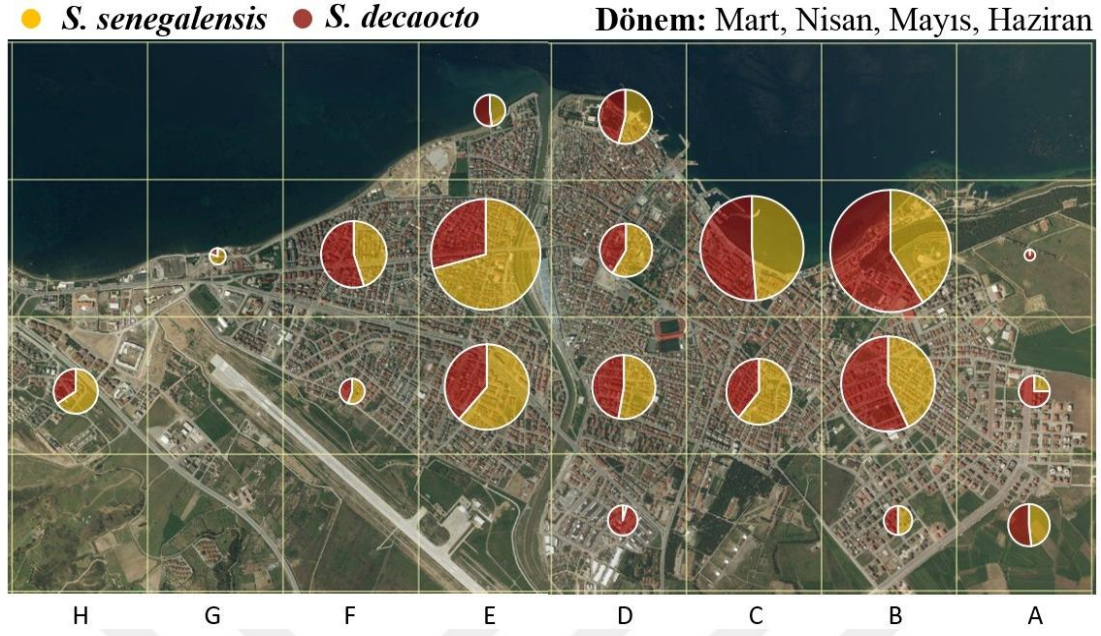 S. senegalensis S. decaocto Dönem: Mart, Nisan, Mayıs, Haziran
H G F E D C B A